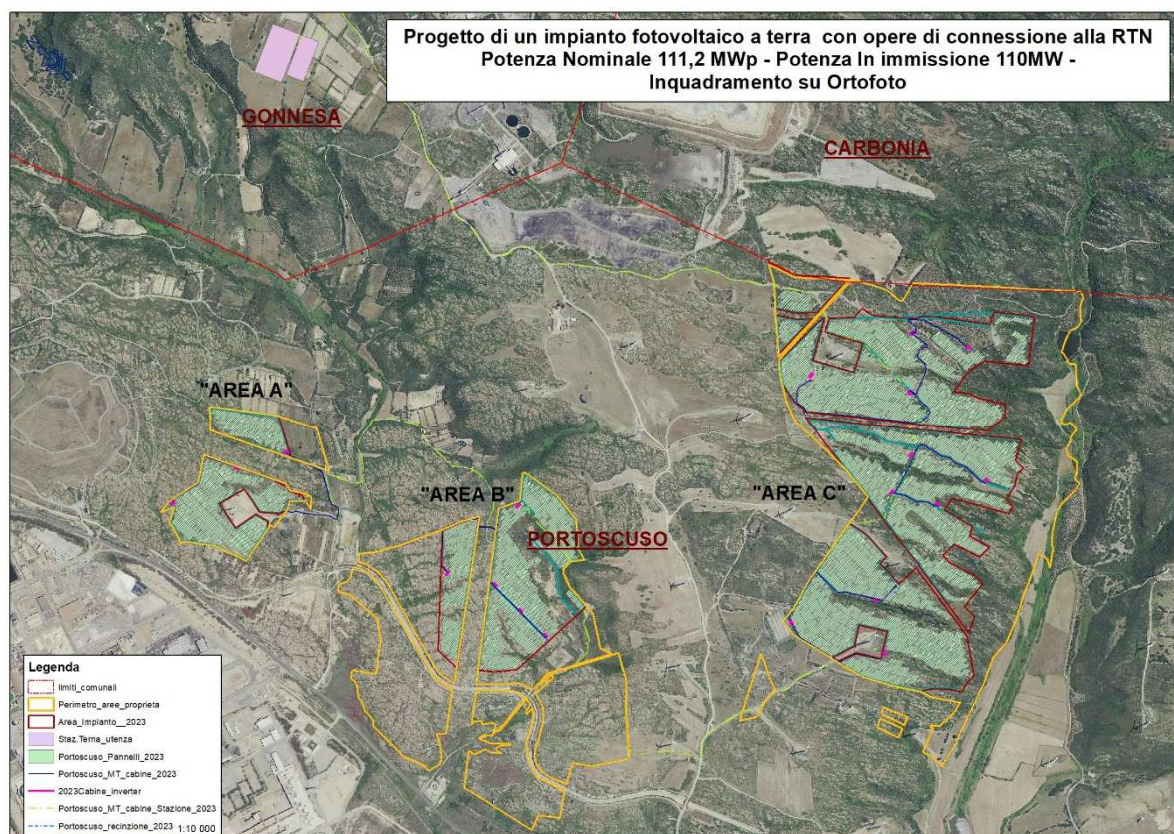 Progetto di un impianto fotovoltaico a terra con opere di connessione alla RTN
Potenza Nominale 111,2 MWp - Potenza In immissione 110MW -
Inquadramento su Ortofoto
GONNESA
CARBONIA
"AREA A"
"AREA B"
"AREA C"
PORTOSCUSO
Legenda
limiti_comunali
Perimetro_aree_proprieta
Area_Impianto__2023
Staz.Terna_utenza
Portoscuso_Pannelli_2023
Portoscuso_MT_cabine_2023
2023Cabine_inverter
Portoscuso_MT_cabine_Stazione_2023
Portoscuso_recinzione_2023 1:10 000